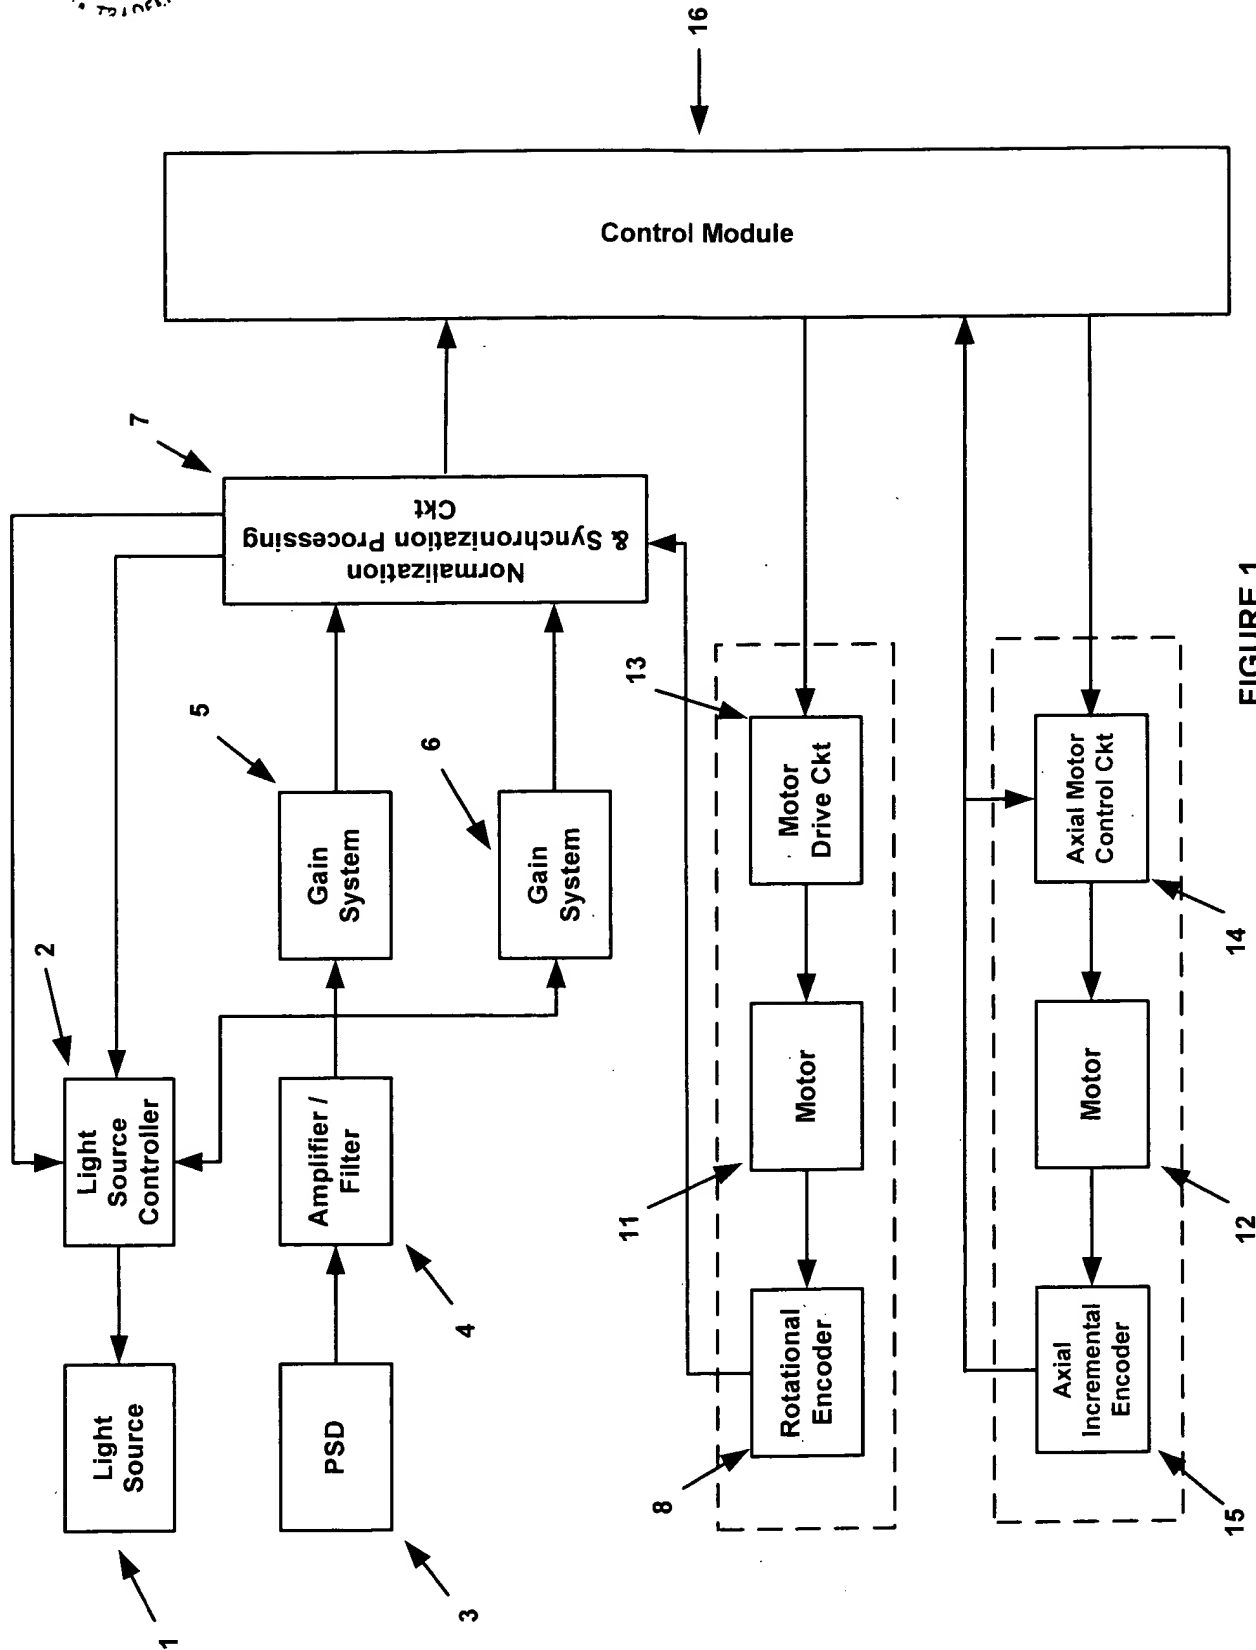 16
Control Module
7
Normalization
& Synchronization Processing
Ckt
5
Gain
System
6
Gain
System
2
Light
Source
Controller
Amplifier /
Filter
4
Light
Source
1
PSD
3
13
Motor
Drive Ckt
Motor
11
Rotational
Encoder
8
Axial Motor
Control Ckt
14
Motor
12
Axial
Incremental
Encoder
15
FIGURE 1